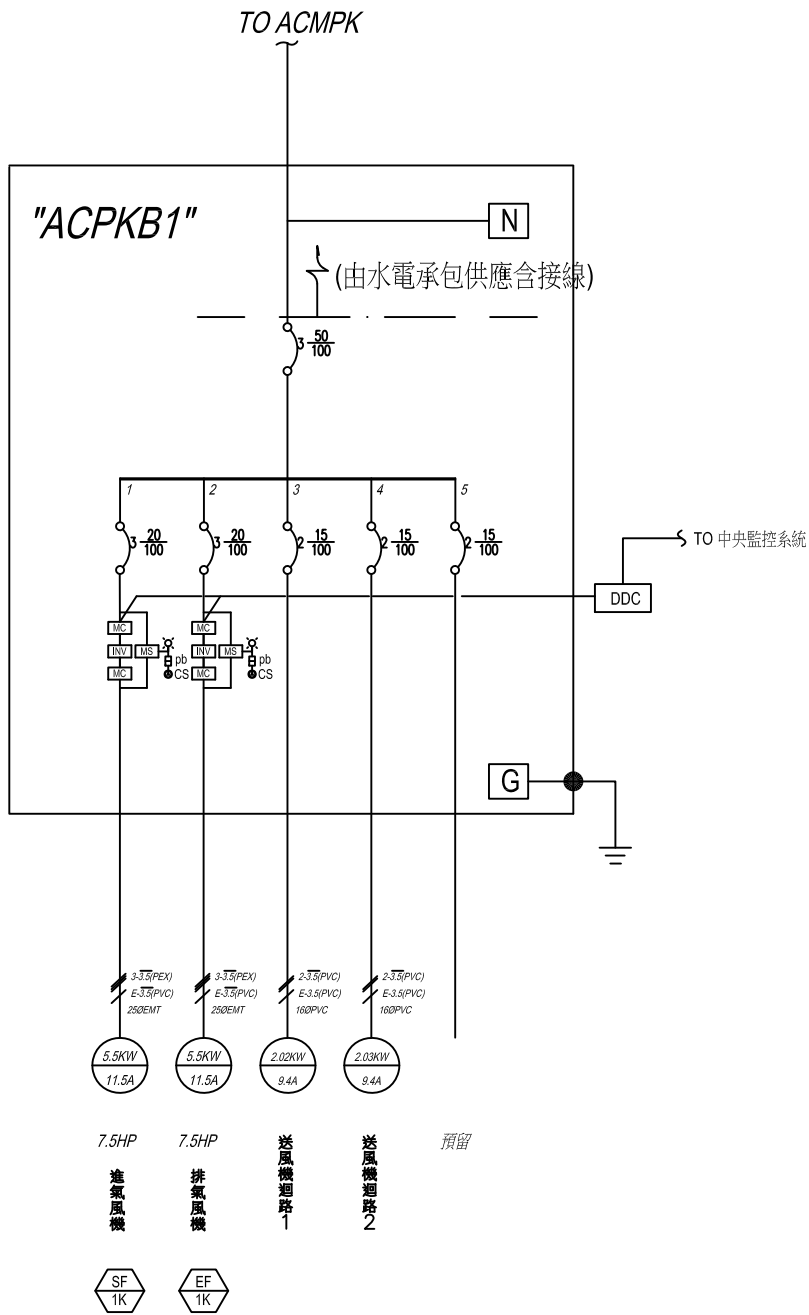 TO ACMPK
"ACPKB1"
N
(由水電承包供應含接線)
3 50/100
1 2 3 4 5
3 20/100 3 20/100 2 15/100 2 15/100 2 15/100
TO 中央監控系統
DDC
MC MC
INV MS pb INV MS pb
MC CS MC CS
G
3-3.5(PEX) 3-3.5(PEX) 2-3.5(PVC) 2-3.5(PVC)
E-3.5(PVC) E-3.5(PVC) E-3.5(PVC) E-3.5(PVC)
25ØEMT 25ØEMT 16ØPVC 16ØPVC
5.5KW 5.5KW 2.02KW 2.03KW
11.5A 11.5A 9.4A 9.4A
7.5HP 7.5HP
進氣風機
排氣風機
送風機迴路1
送風機迴路2
預留
SF EF
1K 1K